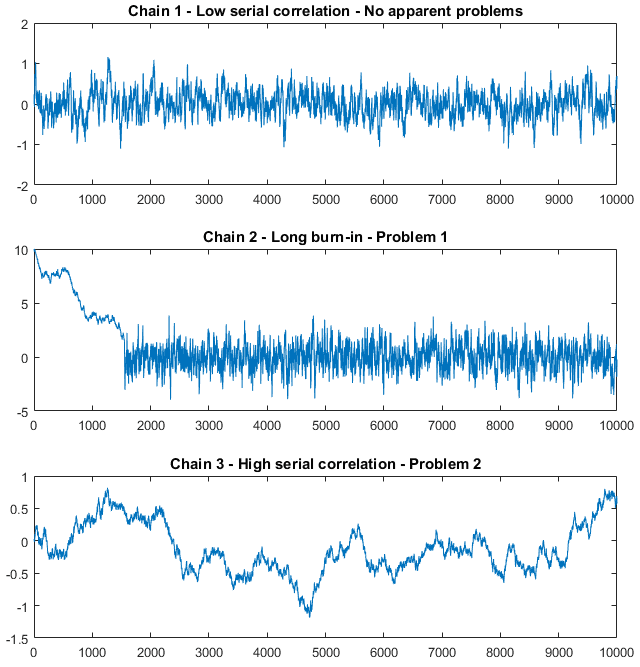 Chain 1 - Low serial correlation - No apparent problems
2
1
0
-1
-2
0 1000 2000 3000 4000 5000 6000 7000 8000 9000 10000
Chain 2 - Long burn-in - Problem 1
10
5
0
-5
0 1000 2000 3000 4000 5000 6000 7000 8000 9000 10000
Chain 3 - High serial correlation - Problem 2
1
0.5
0
-0.5
-1
-1.5
0 1000 2000 3000 4000 5000 6000 7000 8000 9000 10000